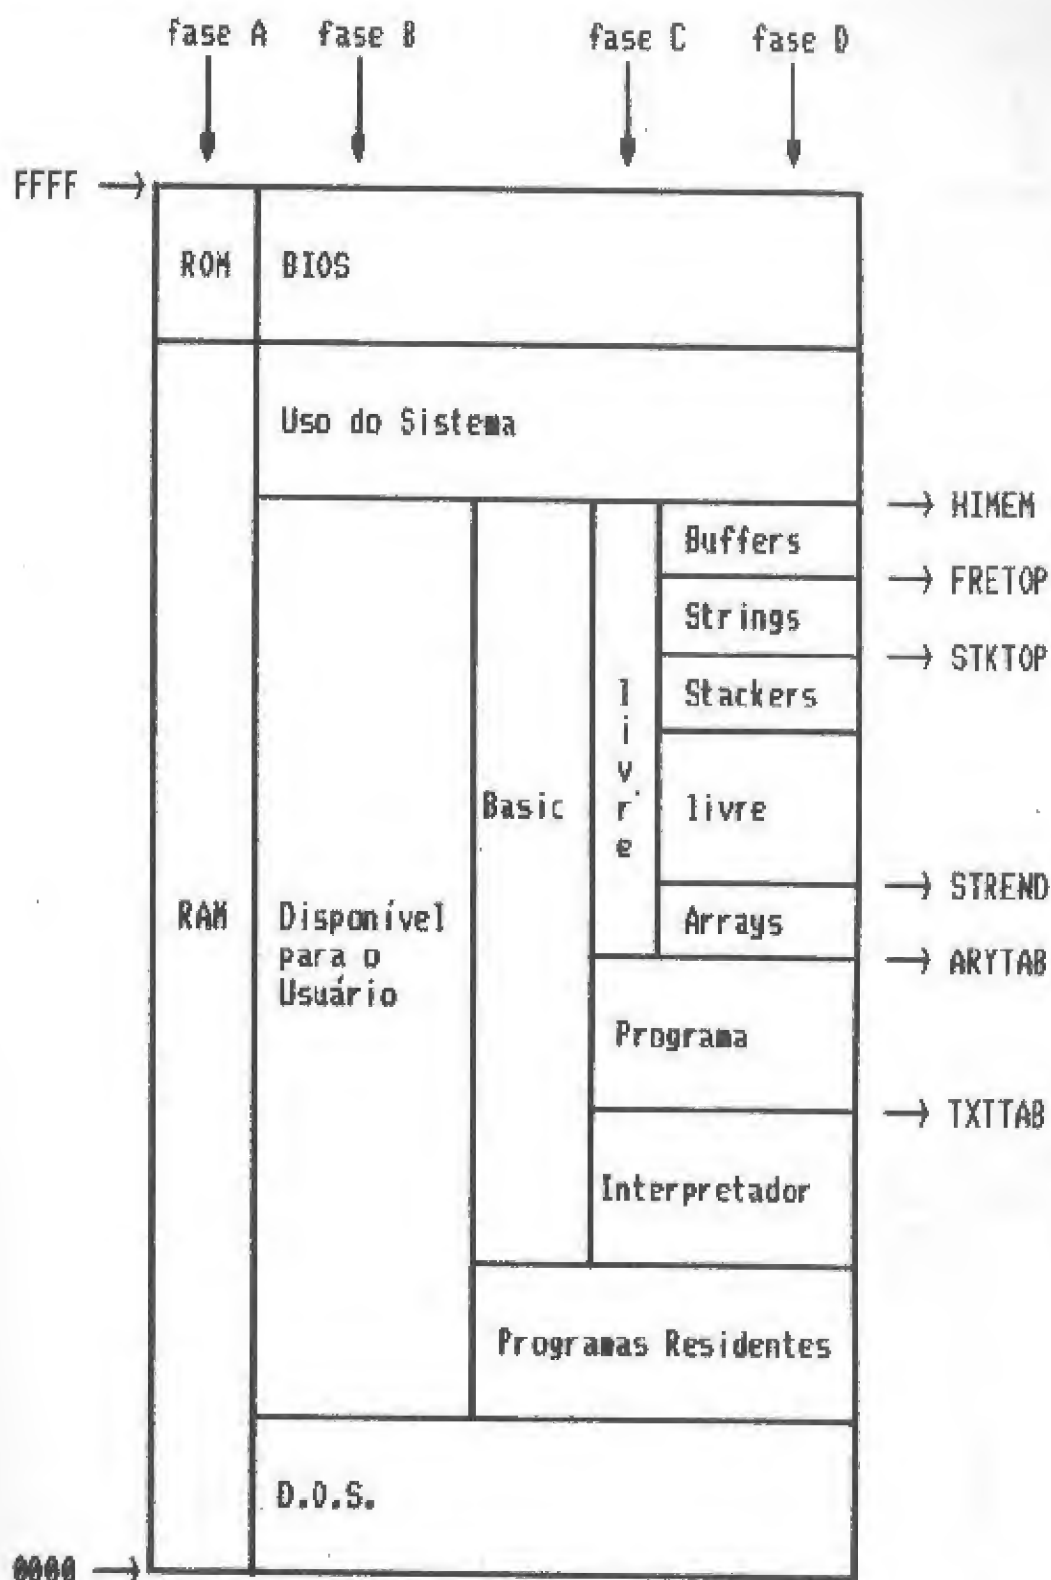 fase A fase B fase C fase D
FFFF →
ROM BIOS
Uso do Sistema
→ HIMEM
Buffers
→ FRETOP
Strings
→ STKTOP
Stackers
livre
Basic
livre
→ STREND
RAM
Disponível
para o
Usuário
Arrays
→ ARYTAB
Programa
→ TXTTAB
Interpretador
Programas Residentes
D.O.S.
0000 →